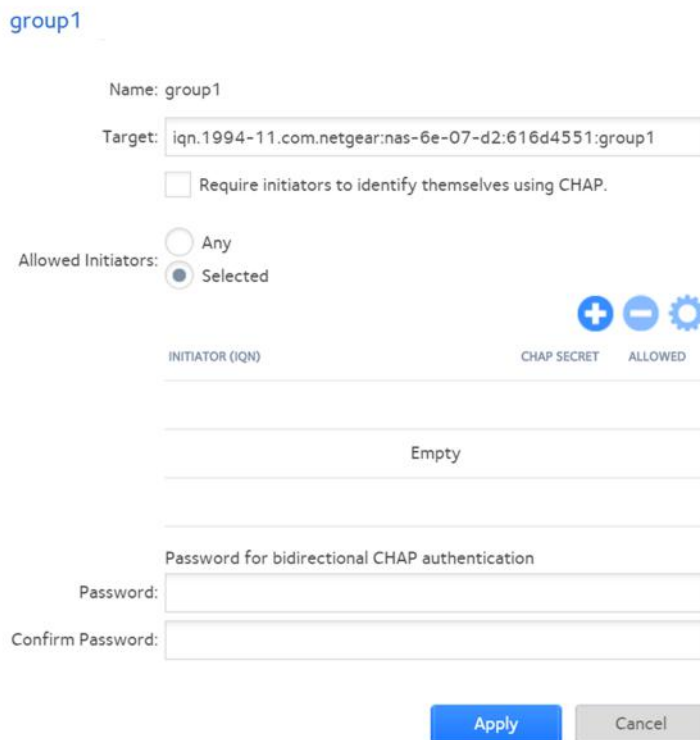 group1
Name: group1
Target: iqn.1994-11.com.netgear:nas-6e-07-d2:616d4551:group1
Require initiators to identify themselves using CHAP.
Allowed Initiators:
Any
Selected
INITIATOR (IQN) CHAP SECRET ALLOWED
Empty
Password for bidirectional CHAP authentication
Password:
Confirm Password:
Apply Cancel